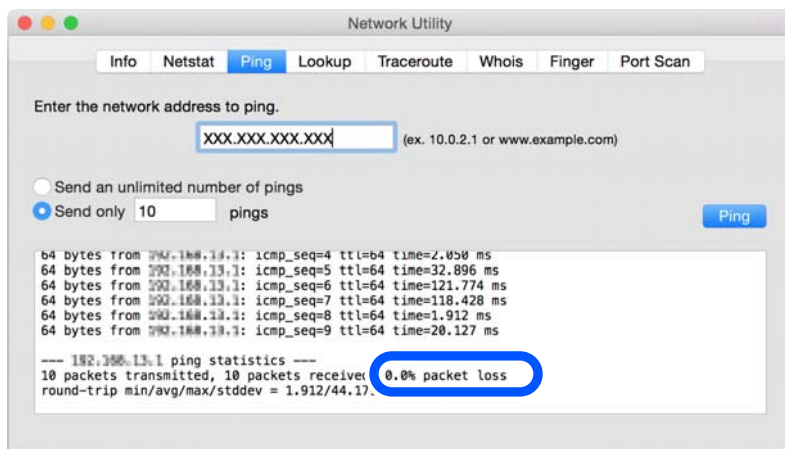 Network Utility
Info Netstat Ping Lookup Traceroute Whois Finger Port Scan
Enter the network address to ping.
XXX.XXX.XXX.XXX (ex. 10.0.2.1 or www.example.com)
Send an unlimited number of pings
Send only 10 pings
Ping
64 bytes from icmp_seq=4 ttl=64 time=2.050 ms
64 bytes from icmp_seq=5 ttl=64 time=32.896 ms
64 bytes from icmp_seq=6 ttl=64 time=121.774 ms
64 bytes from icmp_seq=7 ttl=64 time=118.428 ms
64 bytes from icmp_seq=8 ttl=64 time=1.912 ms
64 bytes from icmp_seq=9 ttl=64 time=20.127 ms
--- ping statistics ---
10 packets transmitted, 10 packets received 0.0% packet loss
round-trip min/avg/max/stddev = 1.912/44.17